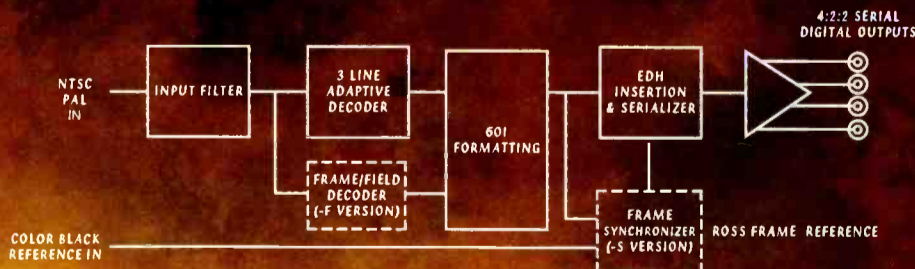 4:2:2 SERIAL
DIGITAL OUTPUTS
NTSC
PAL
IN
INPUT FILTER
3 LINE
ADAPTIVE
DECODER
601
FORMATTING
EDH
INSERTION
& SERIALIZER
FRAME/FIELD
DECODER
(-F VERSION)
FRAME
SYNCHRONIZER
(-S VERSION)
ROSS FRAME REFERENCE
COLOR BLACK
REFERENCE IN